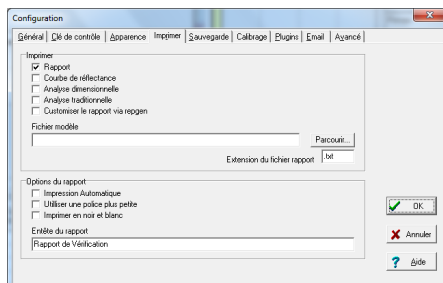 Configuration
Général Clé de contrôle Apparence Imprimer Sauvegarde Calibrage Plugins Email Avancé
Imprimer
Rapport
Courbe de réflectance
Analyse dimensionnelle
Analyse traditionnelle
Customiser le rapport via repgen
Fichier modèle
Parcourir...
Extension du fichier rapport .txt
Options du rapport
Impression Automatique
Utilliser une police plus petite
Imprimer en noir et blanc
Entête du rapport
Rapport de Vérification
OK
Annuler
Aide